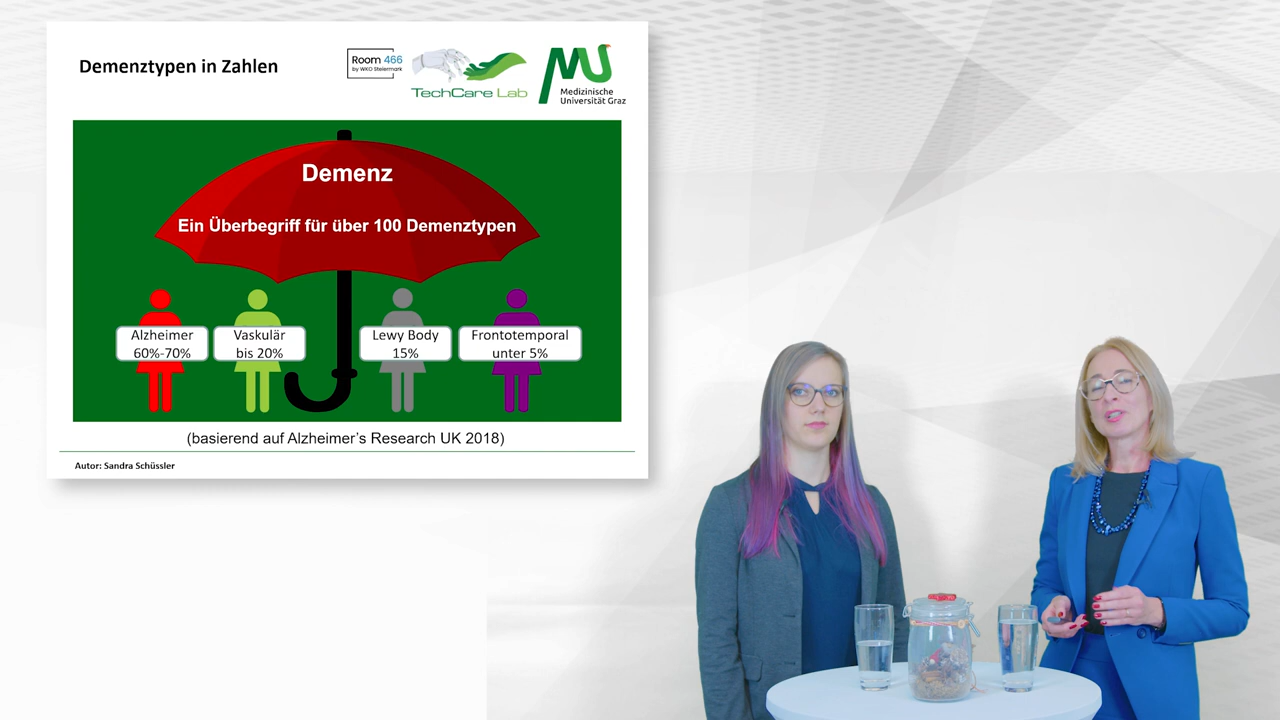 Demenztypen in Zahlen
Room 466
by WKO Steiermark
TechCare Lab
Medizinische
Universität Graz
Demenz
Ein Überbegriff für über 100 Demenztypen
Alzheimer
60%-70%
Vaskulär
bis 20%
Lewy Body
15%
Frontotemporal
unter 5%
(basierend auf Alzheimer’s Research UK 2018)
Autor: Sandra Schüssler